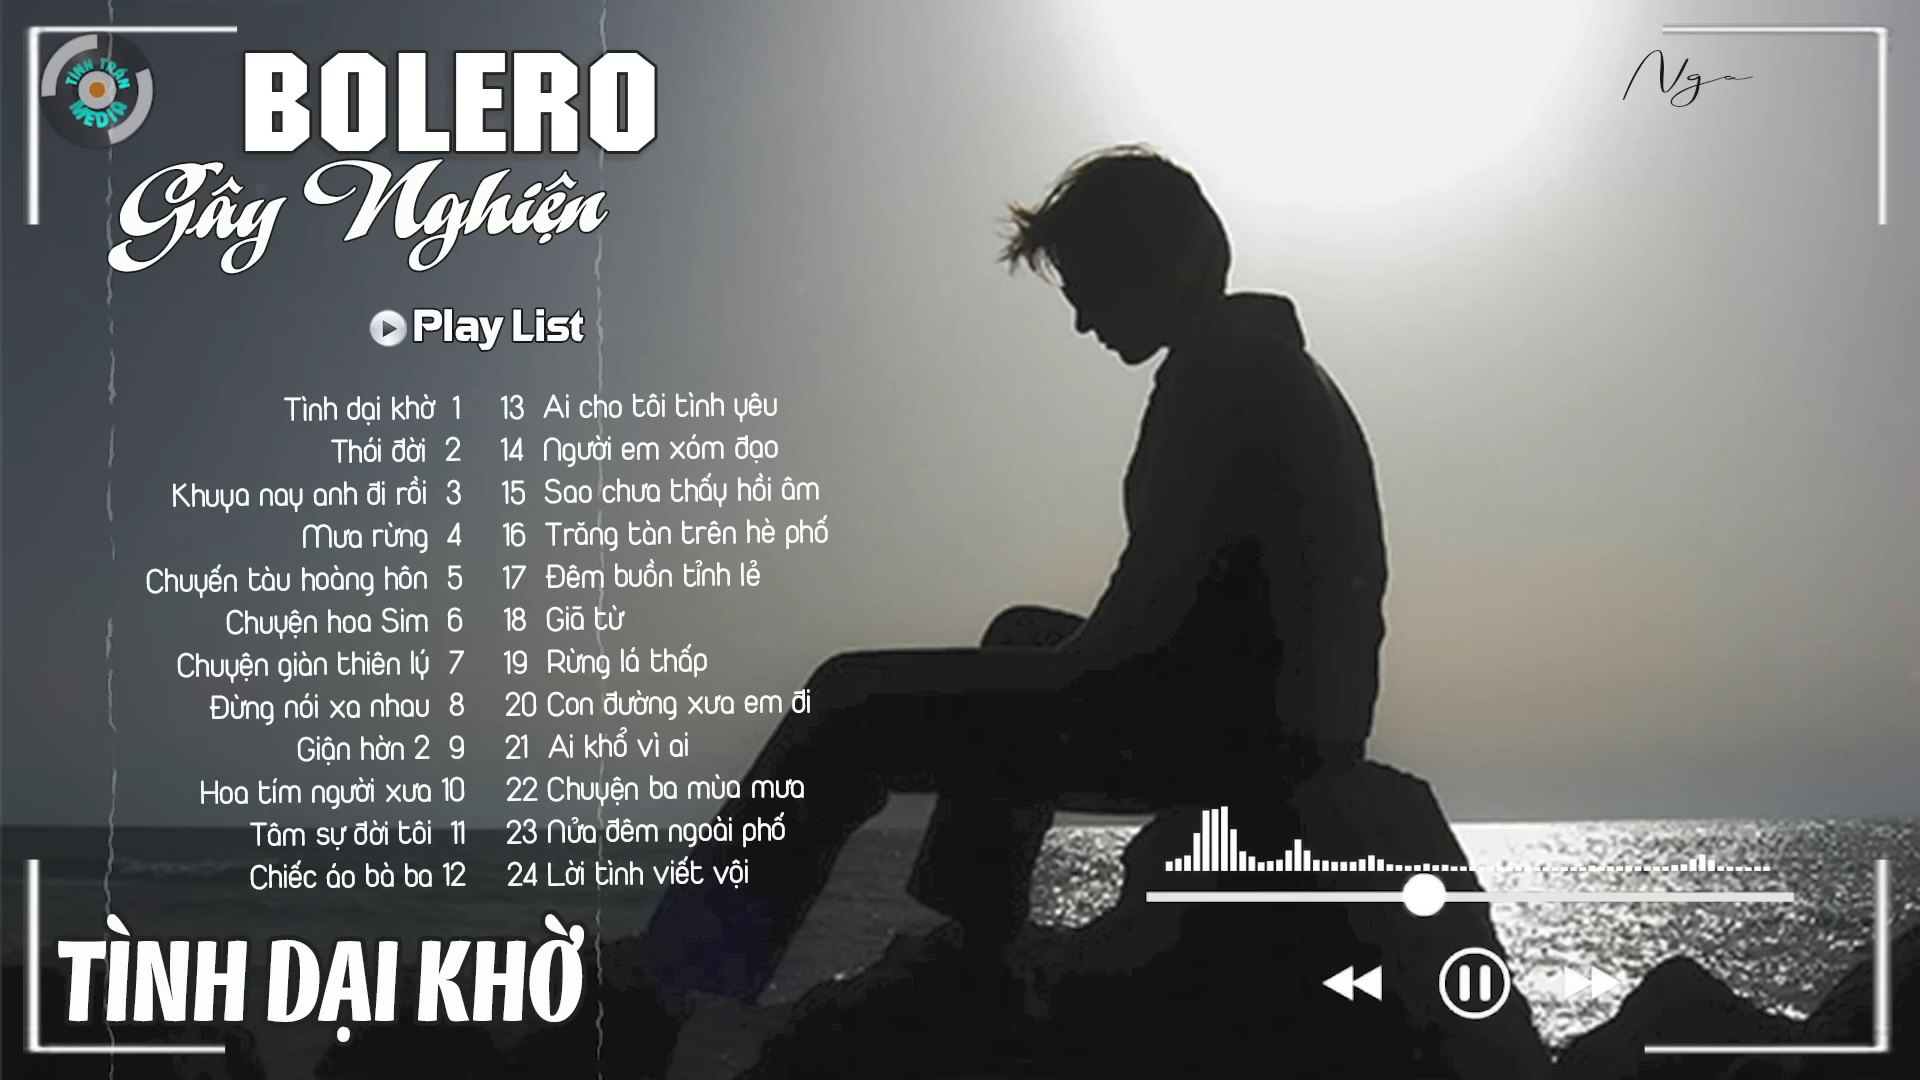 TÌNH TRẦN
MEDIA
BOLERO
Gây Nghiện
Nga
Play List
Tình dại khờ 1
Thói đời 2
Khuya nay anh đi rồi 3
Mưa rừng 4
Chuyến tàu hoàng hôn 5
Chuyện hoa Sim 6
Chuyện giàn thiên lý 7
Đừng nói xa nhau 8
Giận hờn 2 9
Hoa tím người xưa 10
Tâm sự đời tôi 11
Chiếc áo bà ba 12
13 Ai cho tôi tình yêu
14 Người em xóm đạo
15 Sao chưa thấy hồi âm
16 Trăng tàn trên hè phố
17 Đêm buồn tỉnh lẻ
18 Giã từ
19 Rừng lá thấp
20 Con đường xưa em đi
21 Ai khổ vì ai
22 Chuyện ba mùa mưa
23 Nửa đêm ngoài phố
24 Lời tình viết vội
TÌNH DẠI KHỜ